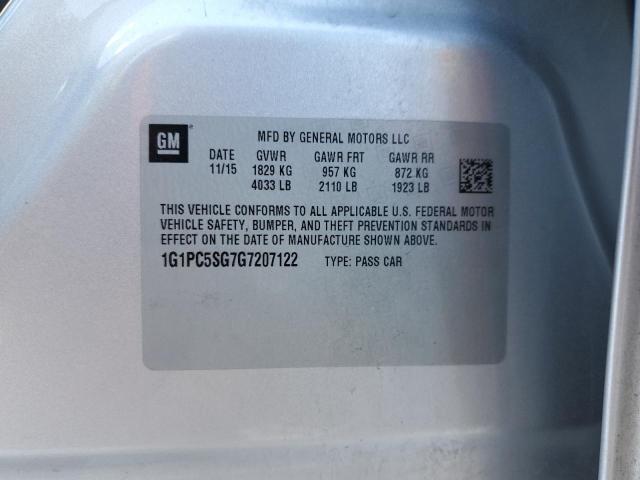 GM ® MFD BY GENERAL MOTORS LLC
DATE GVWR GAWR FRT GAWR RR
11/15 1829 KG 957 KG 872 KG
4033 LB 2110 LB 1923 LB
THIS VEHICLE CONFORMS TO ALL APPLICABLE U.S. FEDERAL MOTOR
VEHICLE SAFETY, BUMPER, AND THEFT PREVENTION STANDARDS IN
EFFECT ON THE DATE OF MANUFACTURE SHOWN ABOVE.
1G1PC5SG7G7207122 TYPE: PASS CAR